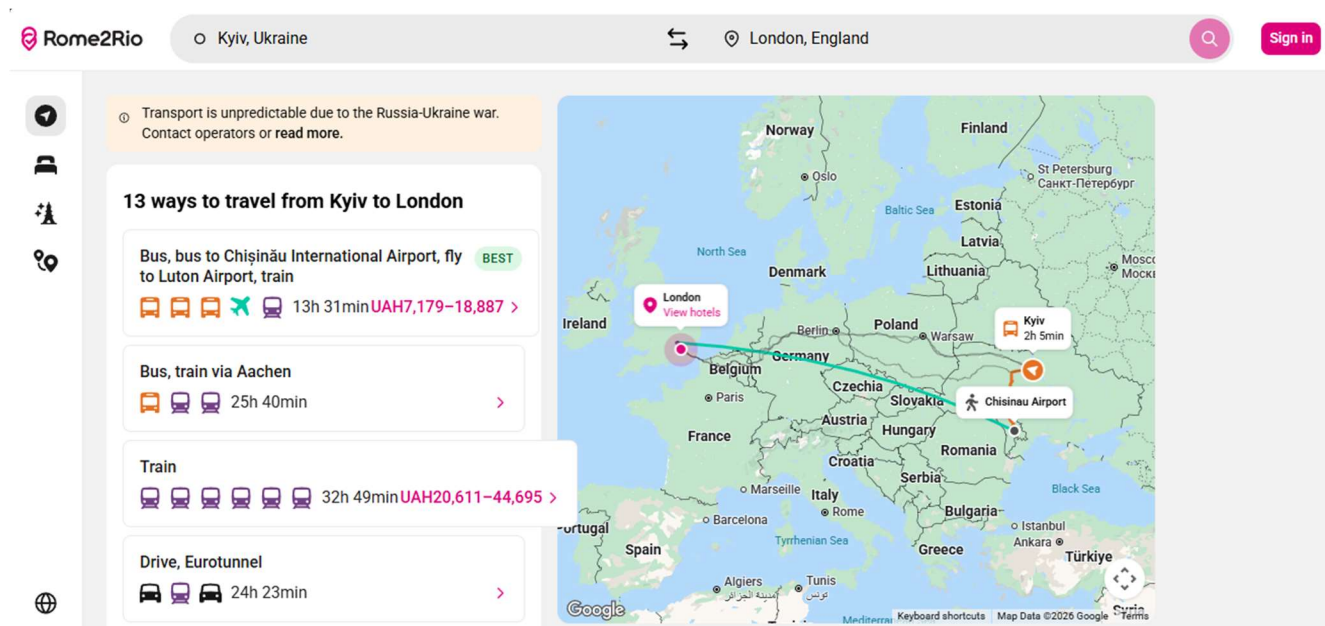 Rome2Rio
Kyiv, Ukraine
London, England
Sign in
Transport is unpredictable due to the Russia-Ukraine war.
Contact operators or read more.
13 ways to travel from Kyiv to London
Bus, bus to Chișinău International Airport, fly
to Luton Airport, train
BEST
13h 31min UAH7,179–18,887
Bus, train via Aachen
25h 40min
Train
32h 49min UAH20,611–44,695
Drive, Eurotunnel
24h 23min
Norway
Finland
Oslo
St Petersburg
Санкт-Петербург
Baltic Sea
Estonia
Latvia
North Sea
Denmark
Lithuania
London
View hotels
Ireland
Berlin
Poland
Warsaw
Kyiv
2h 5min
Germany
Belgium
Czechia
Paris
Slovakia
Chisinau Airport
Austria
Hungary
France
Romania
Croatia
Serbia
Marseille
Italy
Black Sea
Rome
Bulgaria
Barcelona
Istanbul
Spain
Tyrrhenian Sea
Greece
Ankara
Türkiye
Algiers
مدينة الجزائر
Tunis
تونس
Google
Keyboard shortcuts
Map Data ©2026 Google
Terms